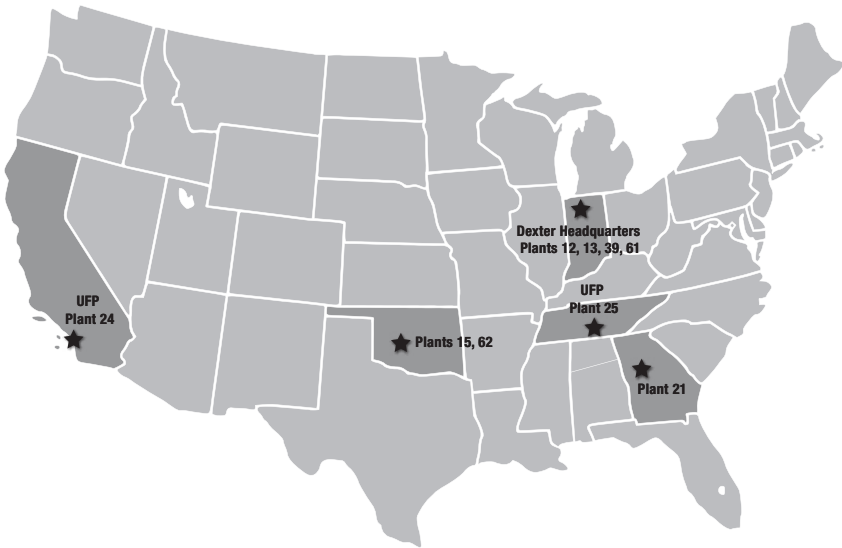 Dexter Headquarters
Plants 12, 13, 39, 61
UFP
Plant 24
UFP
Plant 25
Plants 15, 62
Plant 21